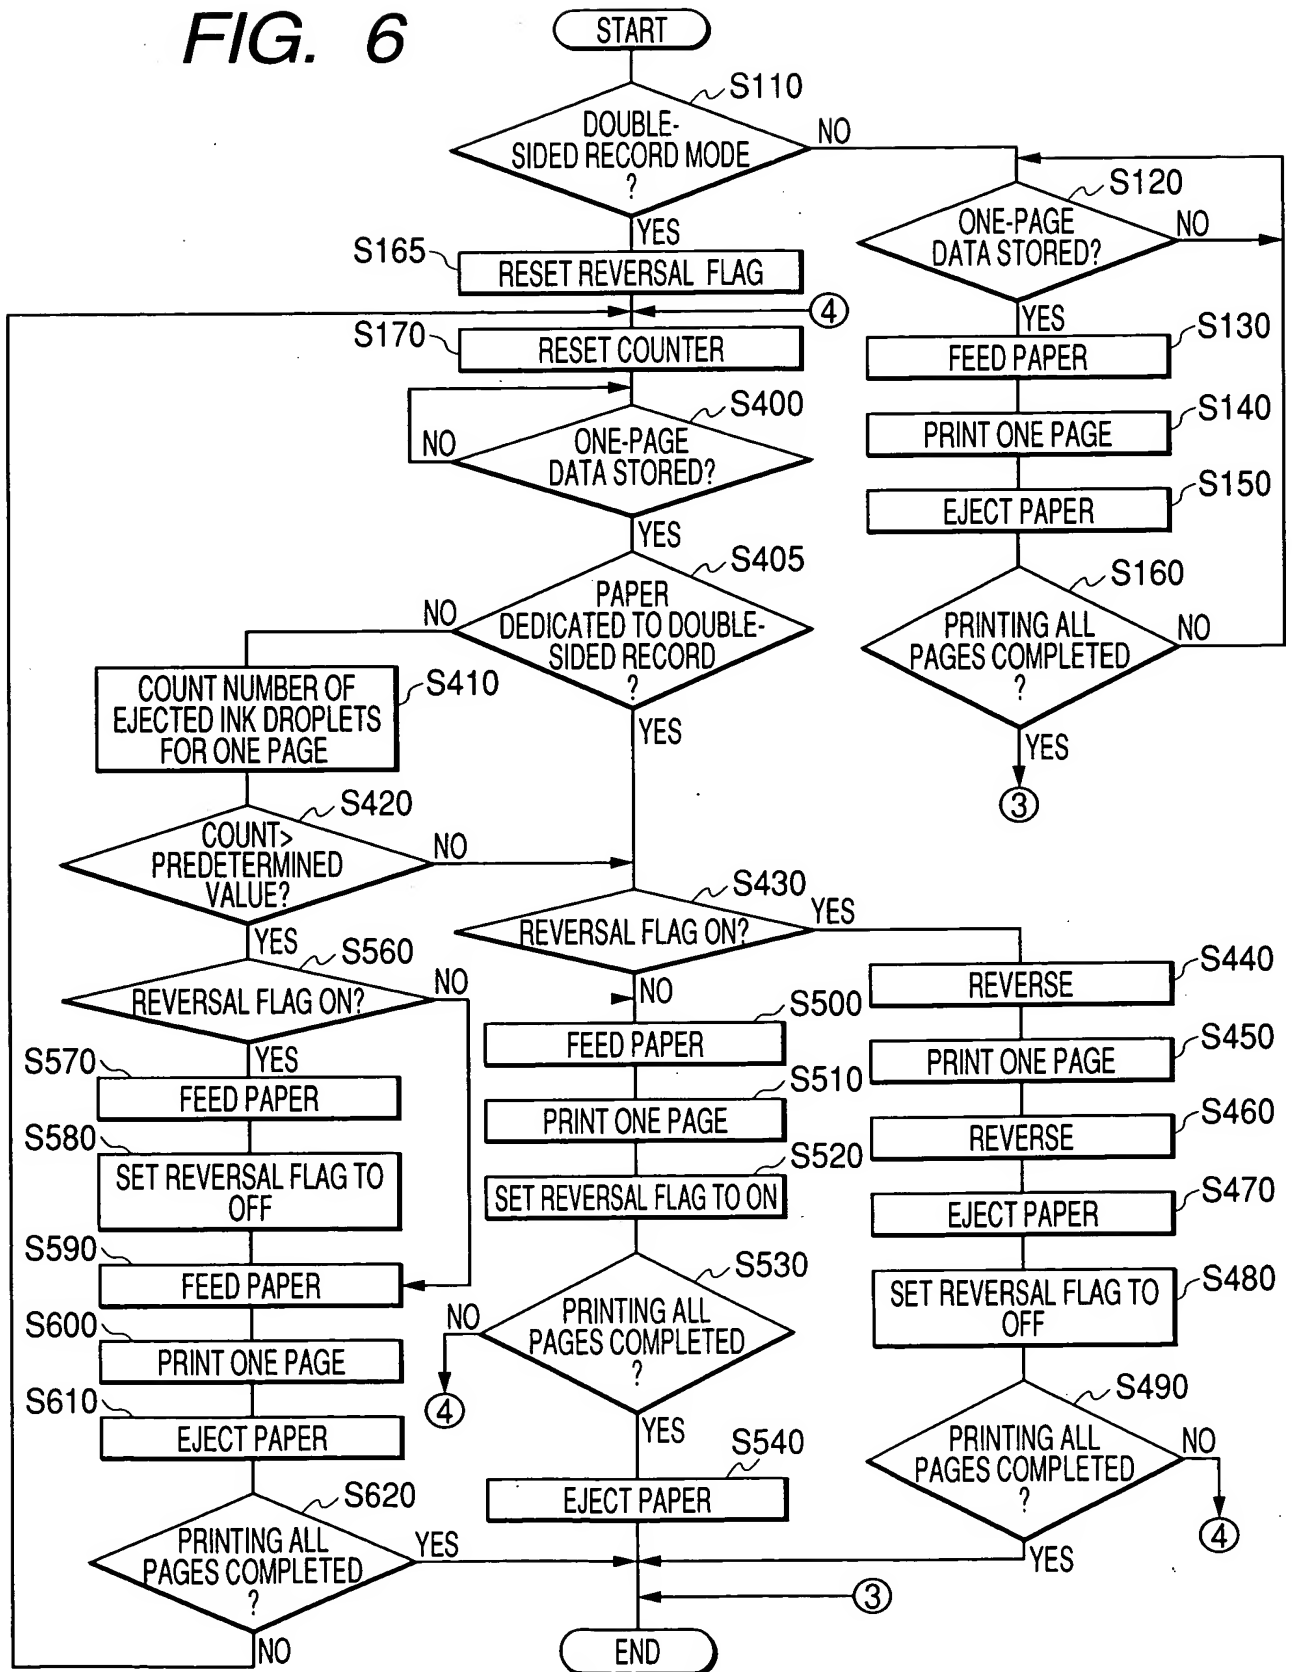 FIG. 6
START
S110
DOUBLE-
SIDED RECORD MODE
?
NO
YES
S120
ONE-PAGE
DATA STORED?
NO
YES
S130
FEED PAPER
S140
PRINT ONE PAGE
S150
EJECT PAPER
S160
PRINTING ALL
PAGES COMPLETED
?
NO
YES
3
S165
RESET REVERSAL FLAG
4
S170
RESET COUNTER
S400
ONE-PAGE
DATA STORED?
NO
YES
S405
PAPER
DEDICATED TO DOUBLE-
SIDED RECORD
?
NO
YES
S410
COUNT NUMBER OF
EJECTED INK DROPLETS
FOR ONE PAGE
S420
COUNT>
PREDETERMINED
VALUE?
NO
YES
S430
REVERSAL FLAG ON?
YES
NO
S440
REVERSE
S450
PRINT ONE PAGE
S460
REVERSE
S470
EJECT PAPER
S480
SET REVERSAL FLAG TO
OFF
S490
PRINTING ALL
PAGES COMPLETED
?
NO
4
YES
S500
FEED PAPER
S510
PRINT ONE PAGE
S520
SET REVERSAL FLAG TO ON
S530
PRINTING ALL
PAGES COMPLETED
?
NO
4
YES
S540
EJECT PAPER
S560
REVERSAL FLAG ON?
NO
YES
S570
FEED PAPER
S580
SET REVERSAL FLAG TO
OFF
S590
FEED PAPER
S600
PRINT ONE PAGE
S610
EJECT PAPER
S620
PRINTING ALL
PAGES COMPLETED
?
YES
NO
3
END